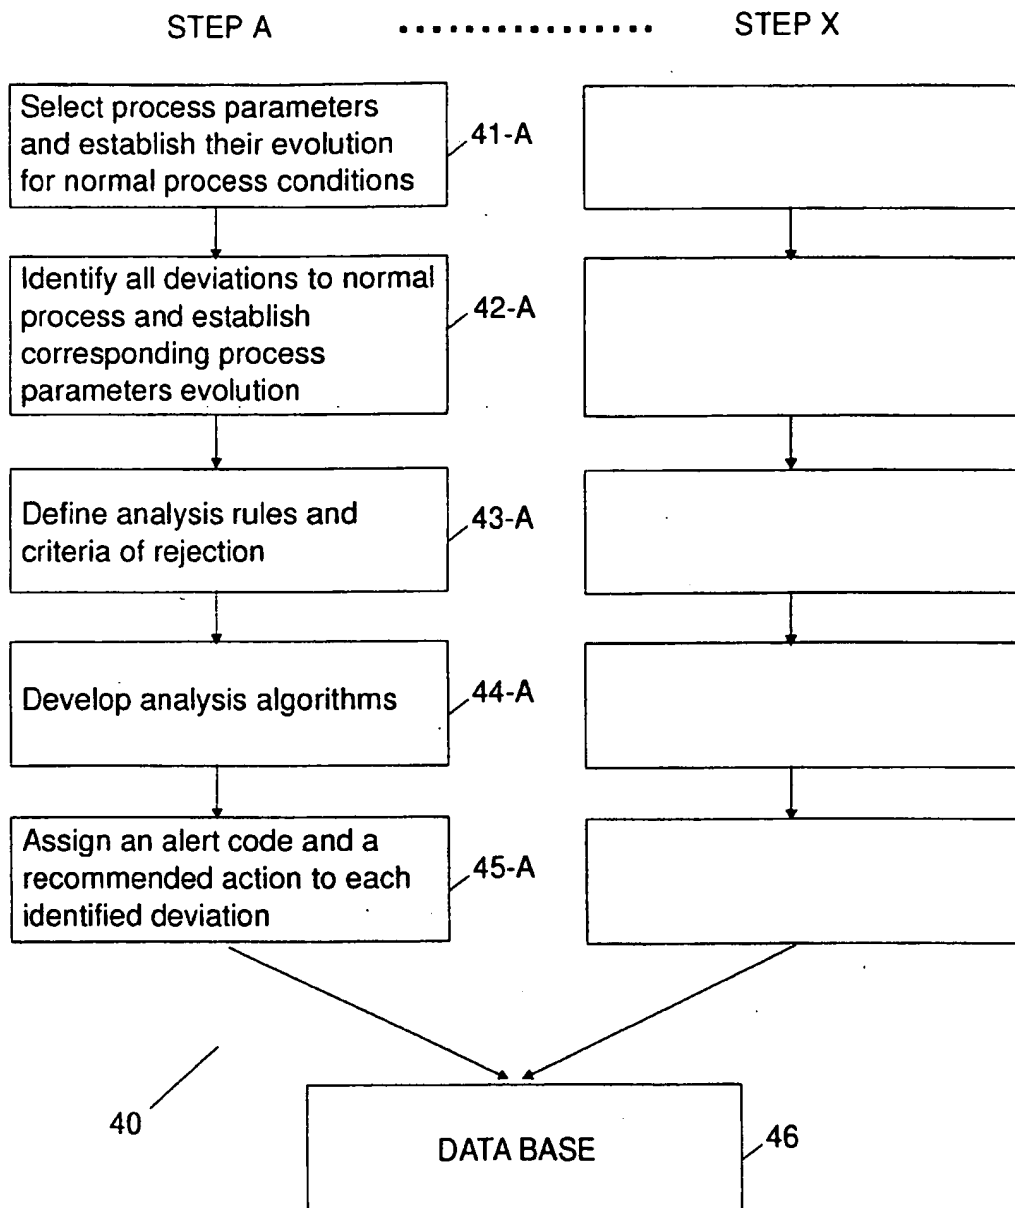 STEP A ................ STEP X
Select process parameters
and establish their evolution
for normal process conditions
41-A
Identify all deviations to normal
process and establish
corresponding process
parameters evolution
42-A
Define analysis rules and
criteria of rejection
43-A
Develop analysis algorithms
44-A
Assign an alert code and a
recommended action to each
identified deviation
45-A
40
DATA BASE
46